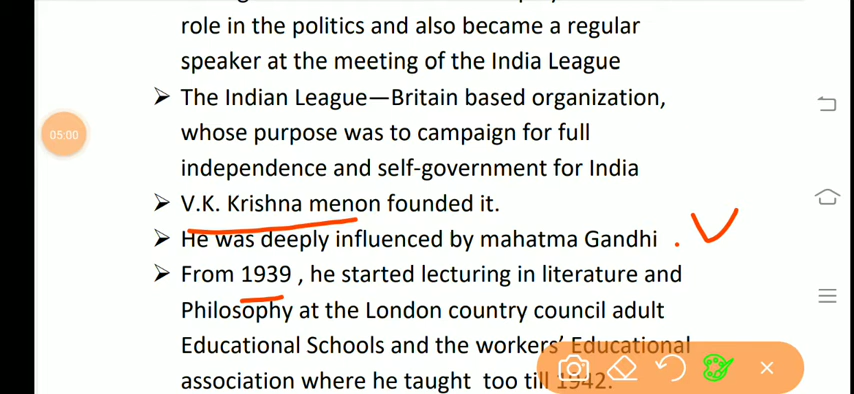 role in the politics and also became a regular
speaker at the meeting of the India League
➢ The Indian League—Britain based organization,
whose purpose was to campaign for full
independence and self-government for India
➢ V.K. Krishna menon founded it.
➢ He was deeply influenced by mahatma Gandhi .
➢ From 1939 , he started lecturing in literature and
Philosophy at the London country council adult
Educational Schools and the workers’ Educational
association where he taught too till 1942.
05:00